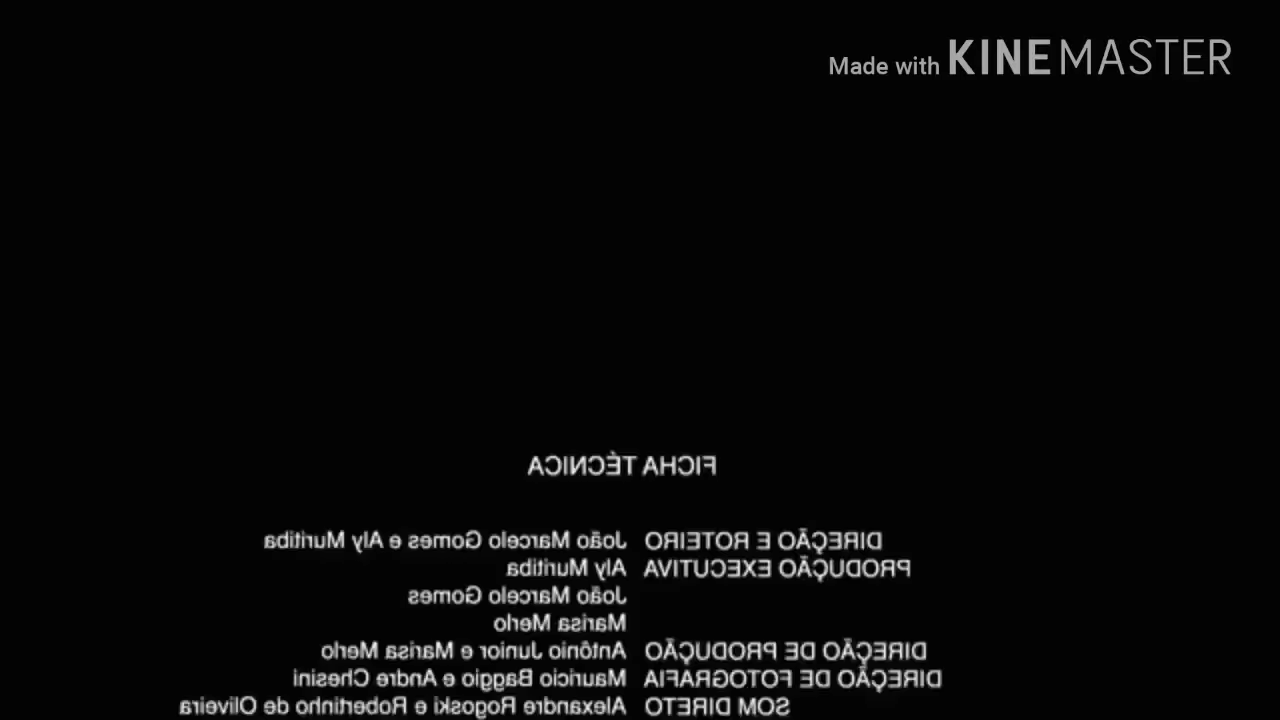 Made with KINEMASTER
FICHA TÉCNICA
DIREÇÃO E ROTEIRO João Marcelo Gomes e Aly Muritiba
PRODUÇÃO EXECUTIVA Aly Muritiba
João Marcelo Gomes
Marisa Merlo
DIREÇÃO DE PRODUÇÃO Antônio Junior e Marisa Merlo
DIREÇÃO DE FOTOGRAFIA Mauricio Baggio e Andre Chesini
SOM DIRETO Alexandre Rogoski e Robertinho de Oliveira